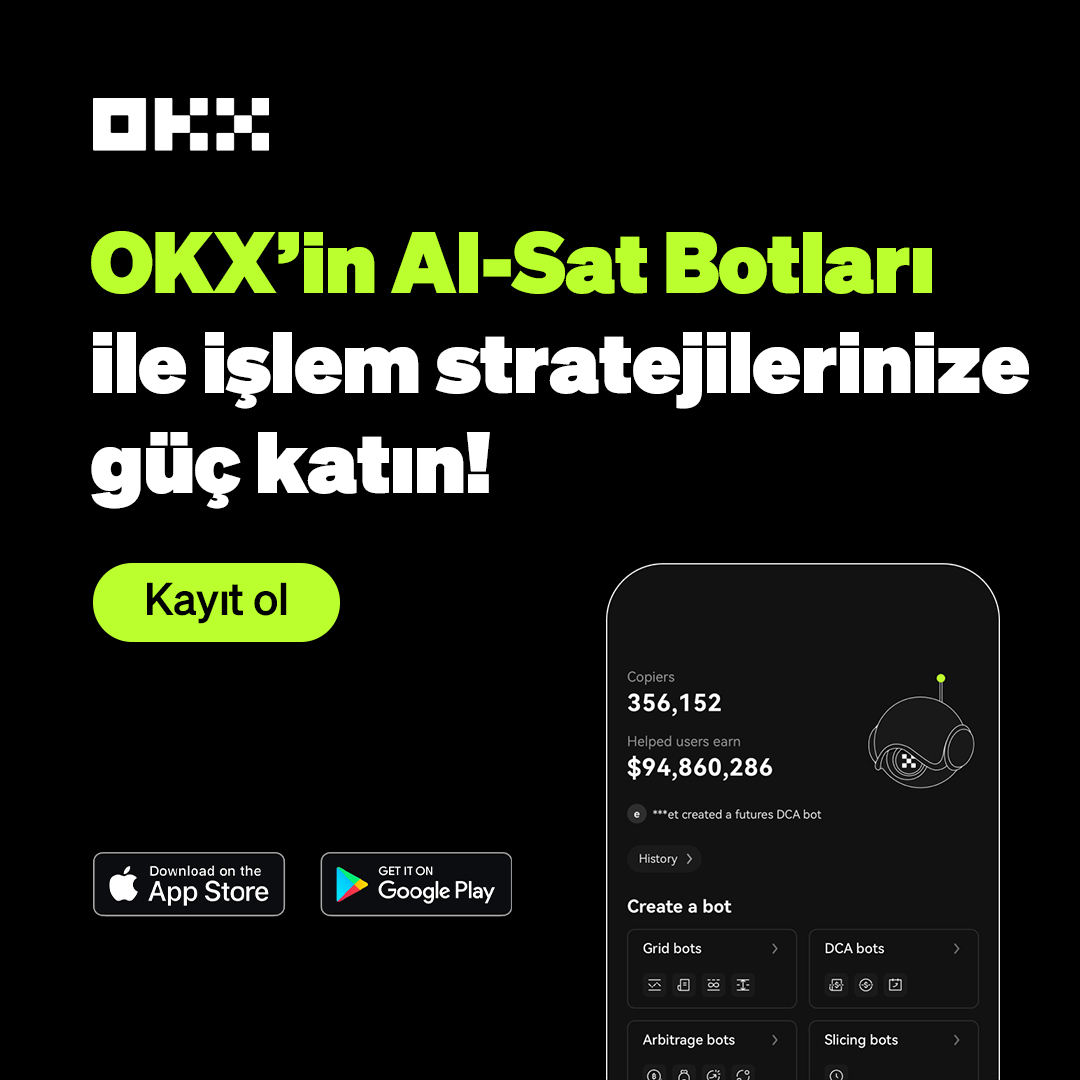 OKX
OKX’in Al-Sat Botları
ile işlem stratejilerinize
güç katın!
Kayıt ol
Copiers
356,152
Helped users earn
$94,860,286
e ***et created a futures DCA bot
History
Create a bot
Grid bots
DCA bots
Arbitrage bots
Slicing bots
Download on the
App Store
GET IT ON
Google Play